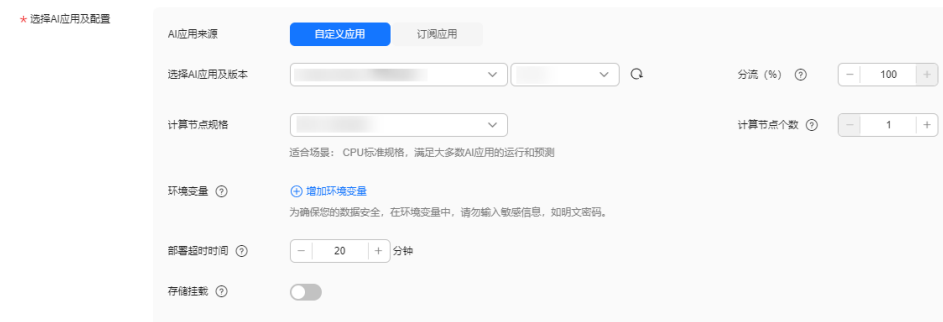 * 选择AI应用及配置
AI应用来源 自定义应用 订阅应用
选择AI应用及版本 分流（%） ? - 100 +
计算节点规格 计算节点个数 ? - 1 +
适合场景： CPU标准规格，满足大多数AI应用的运行和预测
环境变量 ? 增加环境变量
为确保您的数据安全，在环境变量中，请勿输入敏感信息，如明文密码。
部署超时时间 ? - 20 + 分钟
存储挂载 ?